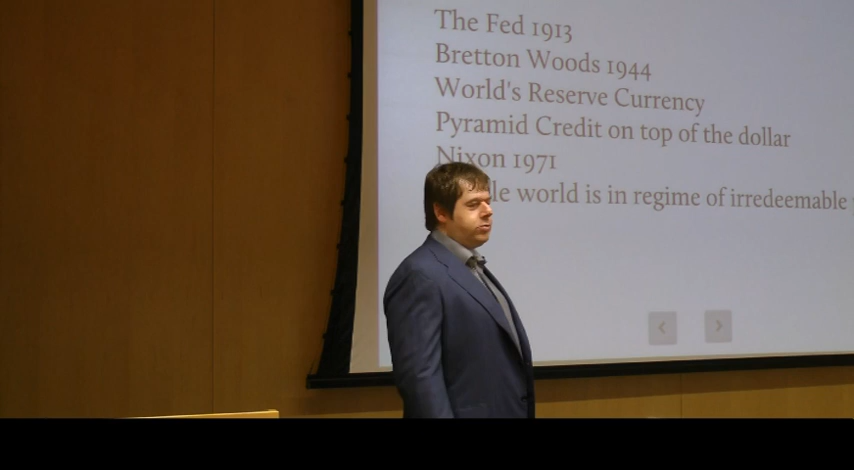 The Fed 1913
Bretton Woods 1944
World's Reserve Currency
Pyramid Credit on top of the dollar
Nixon 1971
world is in regime of irredeemable